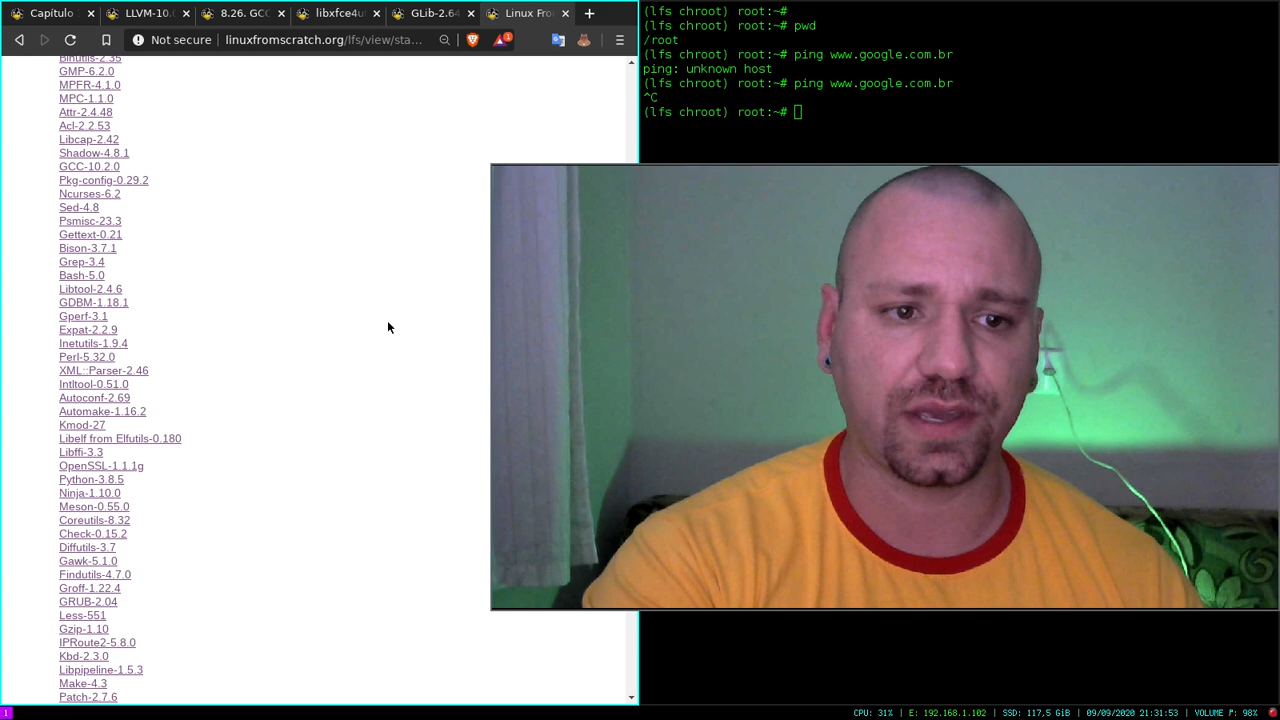 Capítulo
LLVM-10.
8.26. GC
libxfce4u
GLib-2.64
Linux Fro
Not secure
linuxfromscratch.org/lfs/view/sta...
1
Binutils-2.35
GMP-6.2.0
MPFR-4.1.0
MPC-1.1.0
Attr-2.4.48
Acl-2.2.53
Libcap-2.42
Shadow-4.8.1
GCC-10.2.0
Pkg-config-0.29.2
Ncurses-6.2
Sed-4.8
Psmisc-23.3
Gettext-0.21
Bison-3.7.1
Grep-3.4
Bash-5.0
Libtool-2.4.6
GDBM-1.18.1
Gperf-3.1
Expat-2.2.9
Inetutils-1.9.4
Perl-5.32.0
XML::Parser-2.46
Intltool-0.51.0
Autoconf-2.69
Automake-1.16.2
Kmod-27
Libelf from Elfutils-0.180
Libffi-3.3
OpenSSL-1.1.1g
Python-3.8.5
Ninja-1.10.0
Meson-0.55.0
Coreutils-8.32
Check-0.15.2
Diffutils-3.7
Gawk-5.1.0
Findutils-4.7.0
Groff-1.22.4
GRUB-2.04
Less-551
Gzip-1.10
IPRoute2-5.8.0
Kbd-2.3.0
Libpipeline-1.5.3
Make-4.3
Patch-2.7.6
(lfs chroot) root:~#
(lfs chroot) root:~# pwd
/root
(lfs chroot) root:~# ping www.google.com.br
ping: unknown host
(lfs chroot) root:~# ping www.google.com.br
^C
(lfs chroot) root:~#
1
CPU: 31% | E: 192.168.1.102 | SSD: 117,5 GiB | 09/09/2020 21:31:53 | VOLUME P: 98%